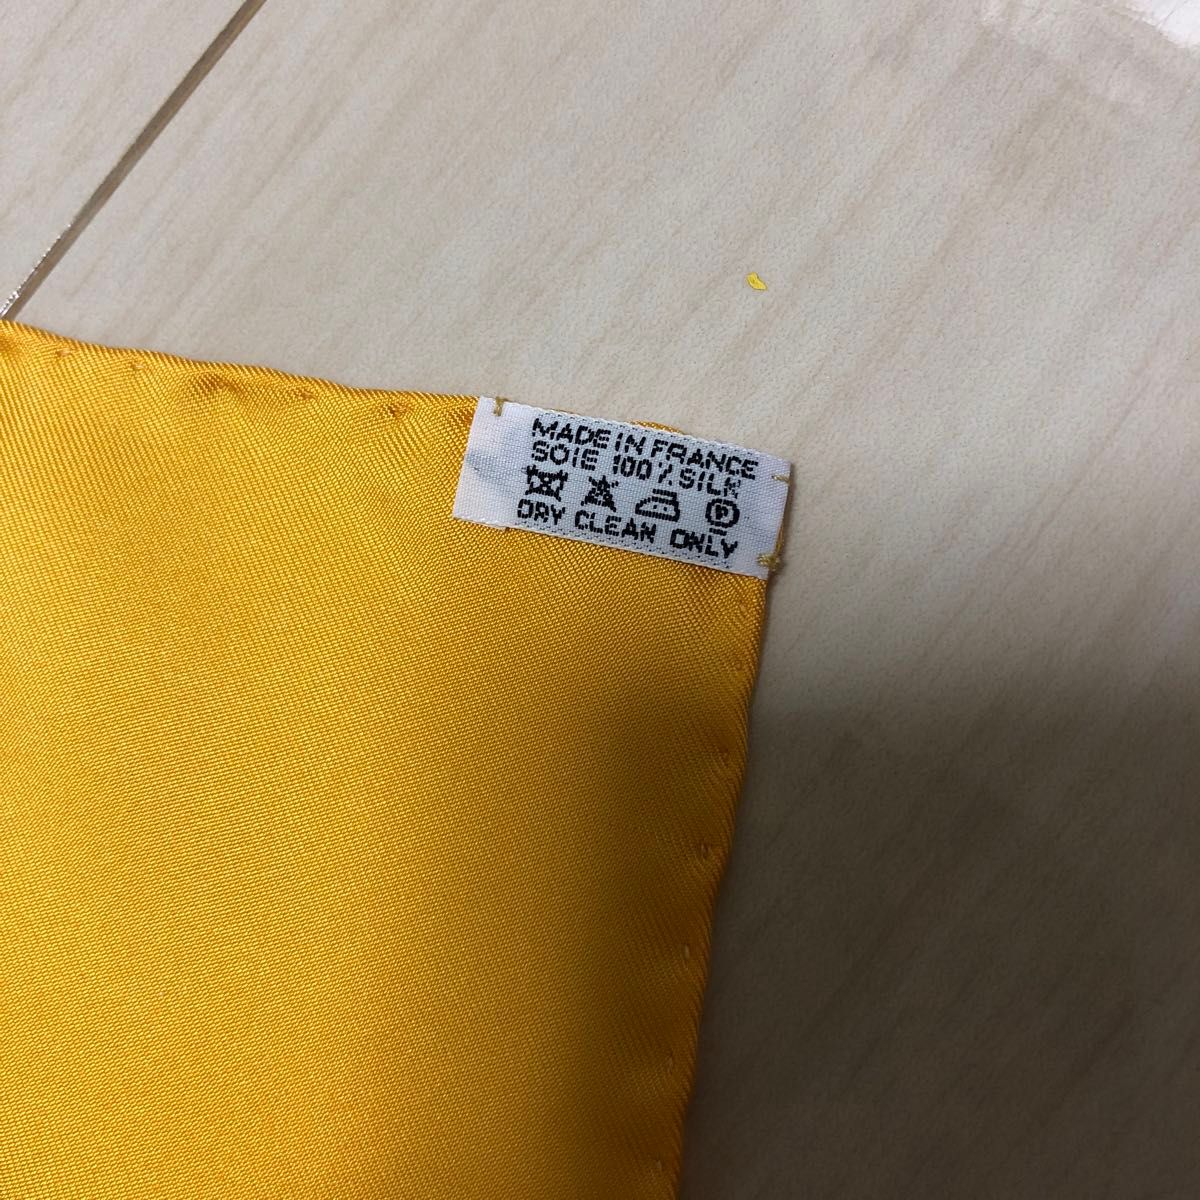 MADE IN FRANCE
SOIE 100% SILK
P
DRY CLEAN ONLY